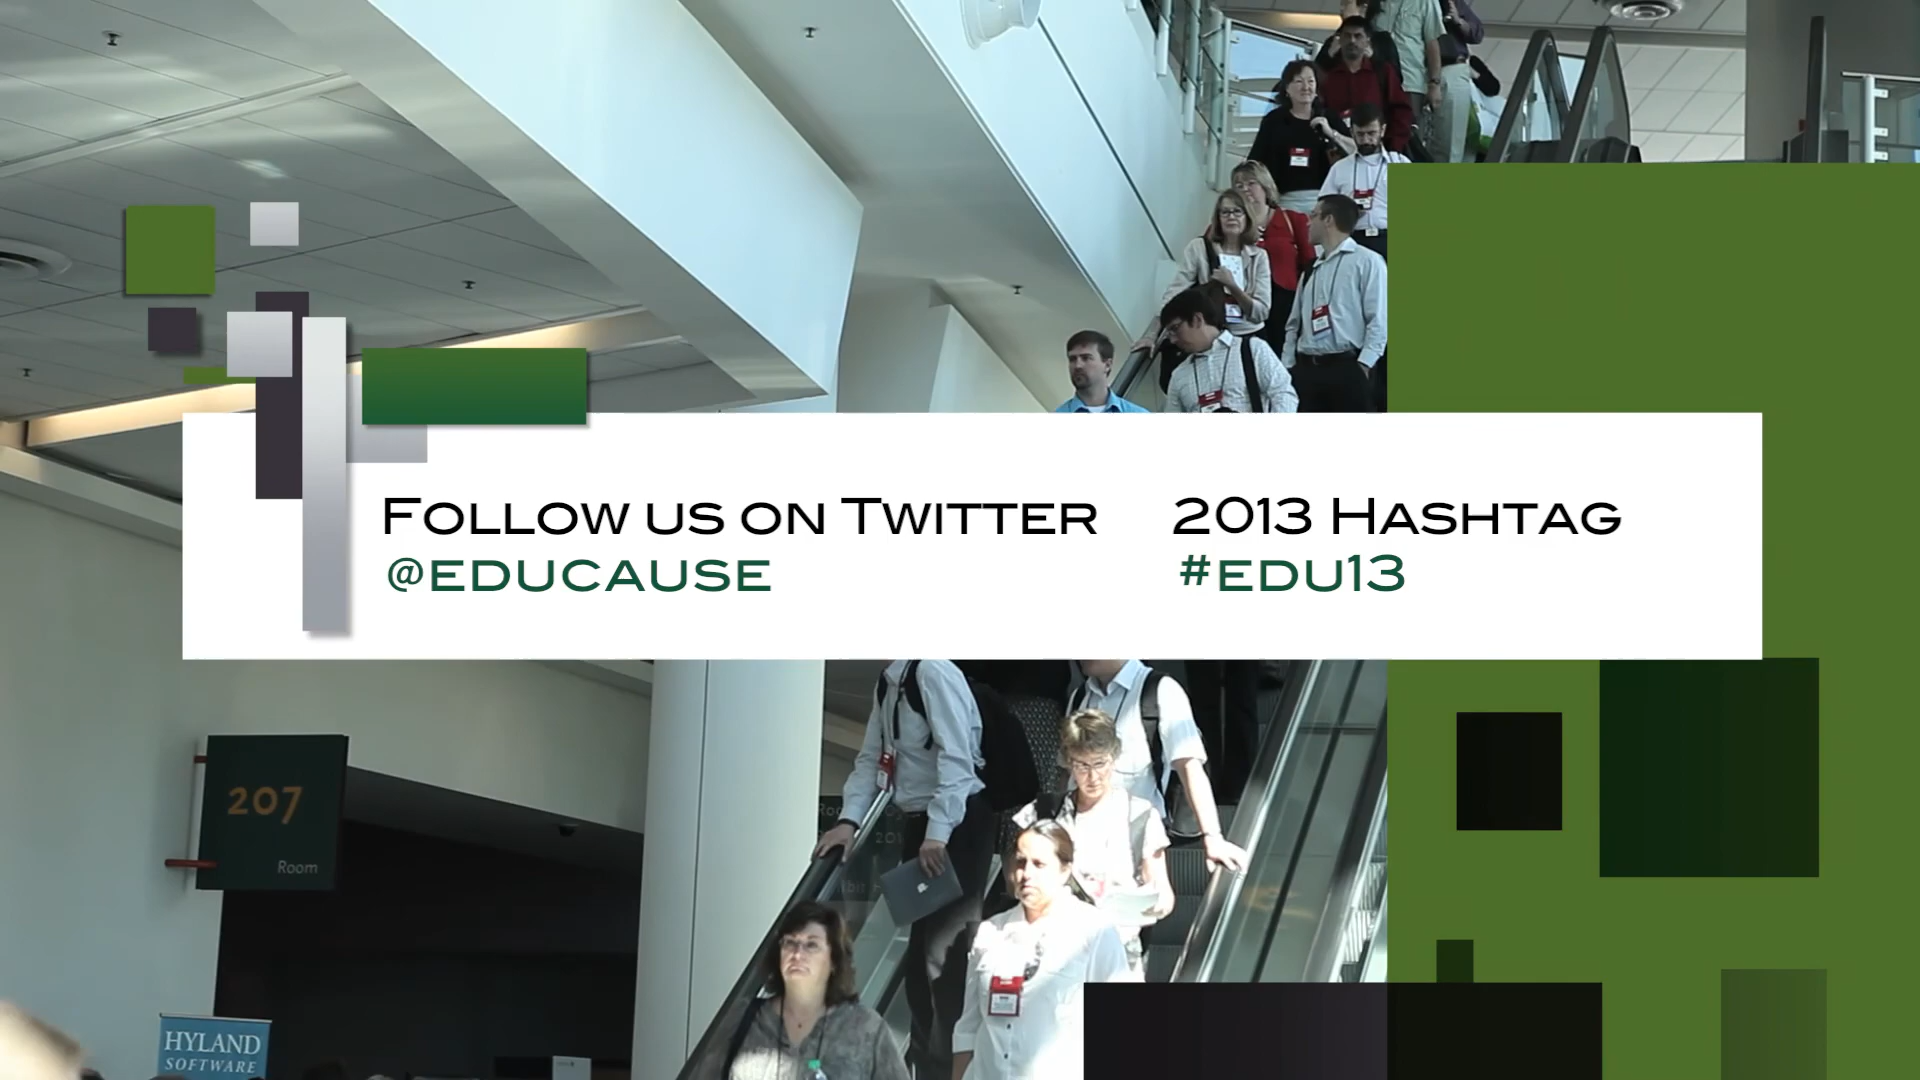 Follow us on Twitter
@educause
2013 Hashtag
#edu13
207
Room
HYLAND
SOFTWARE